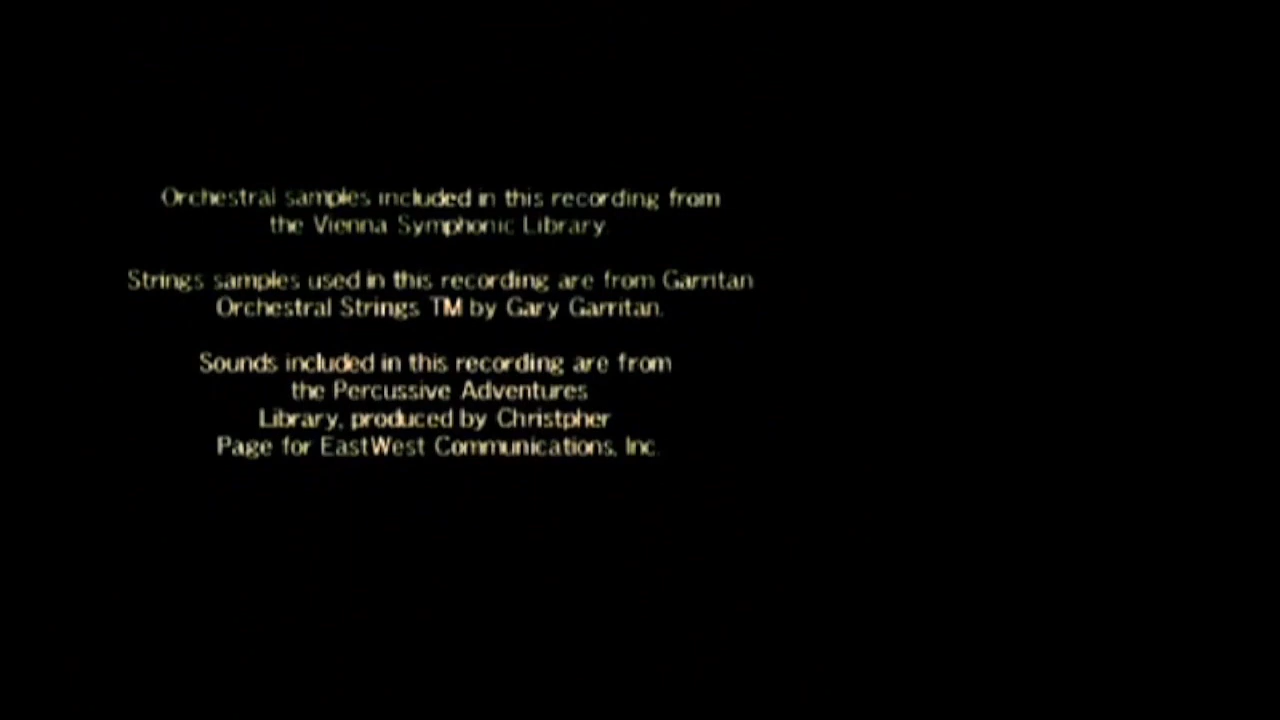 Orchestral samples included in this recording from
the Vienna Symphonic Library.
Strings samples used in this recording are from Garritan
Orchestral Strings TM by Gary Garritan.
Sounds included in this recording are from
the Percussive Adventures
Library, produced by Christpher
Page for EastWest Communications, Inc.